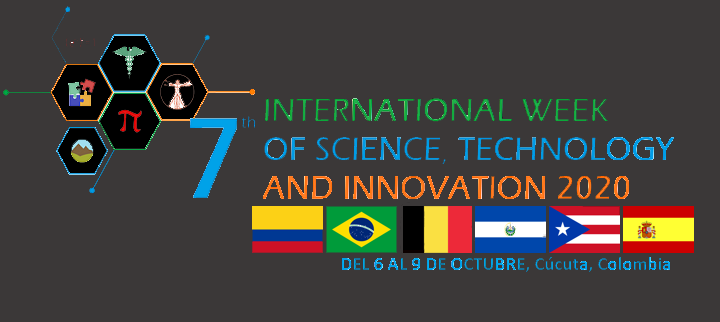 π
7th
INTERNATIONAL WEEK
OF SCIENCE, TECHNOLOGY
AND INNOVATION 2020
DEL 6 AL 9 DE OCTUBRE, Cúcuta, Colombia